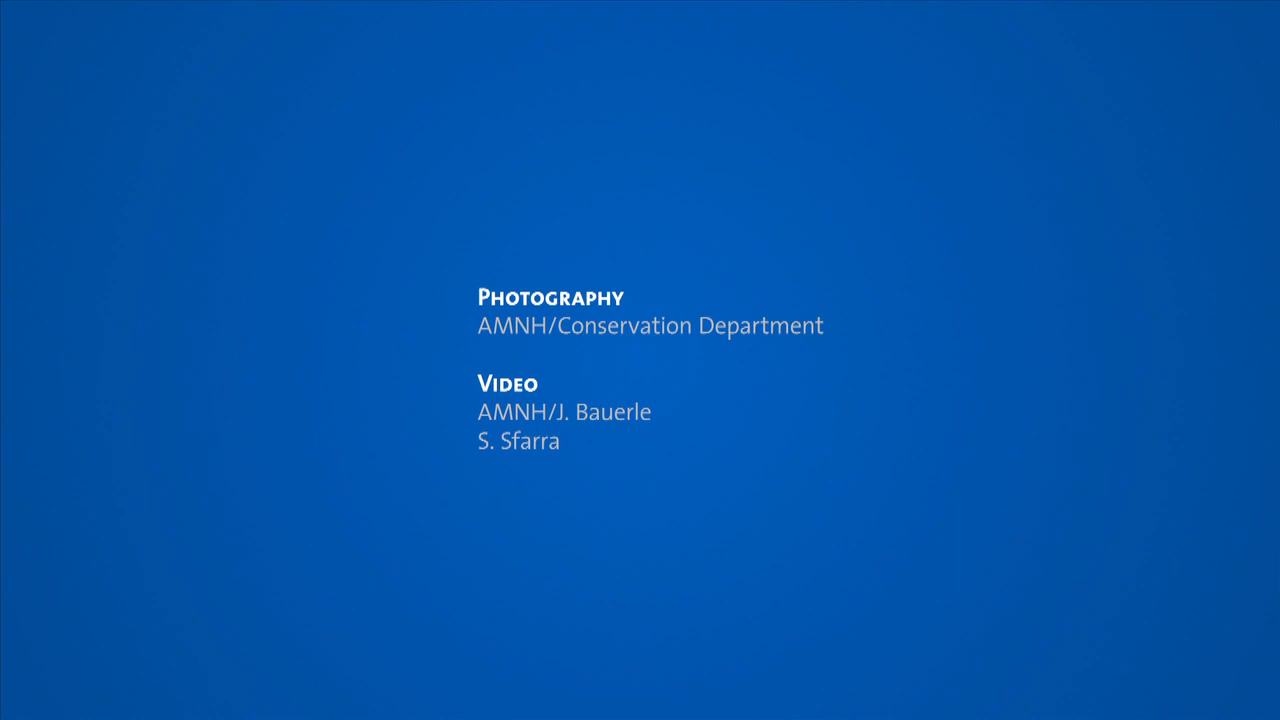 Photography
AMNH/Conservation Department
Video
AMNH/J. Bauerle
S. Sfarra